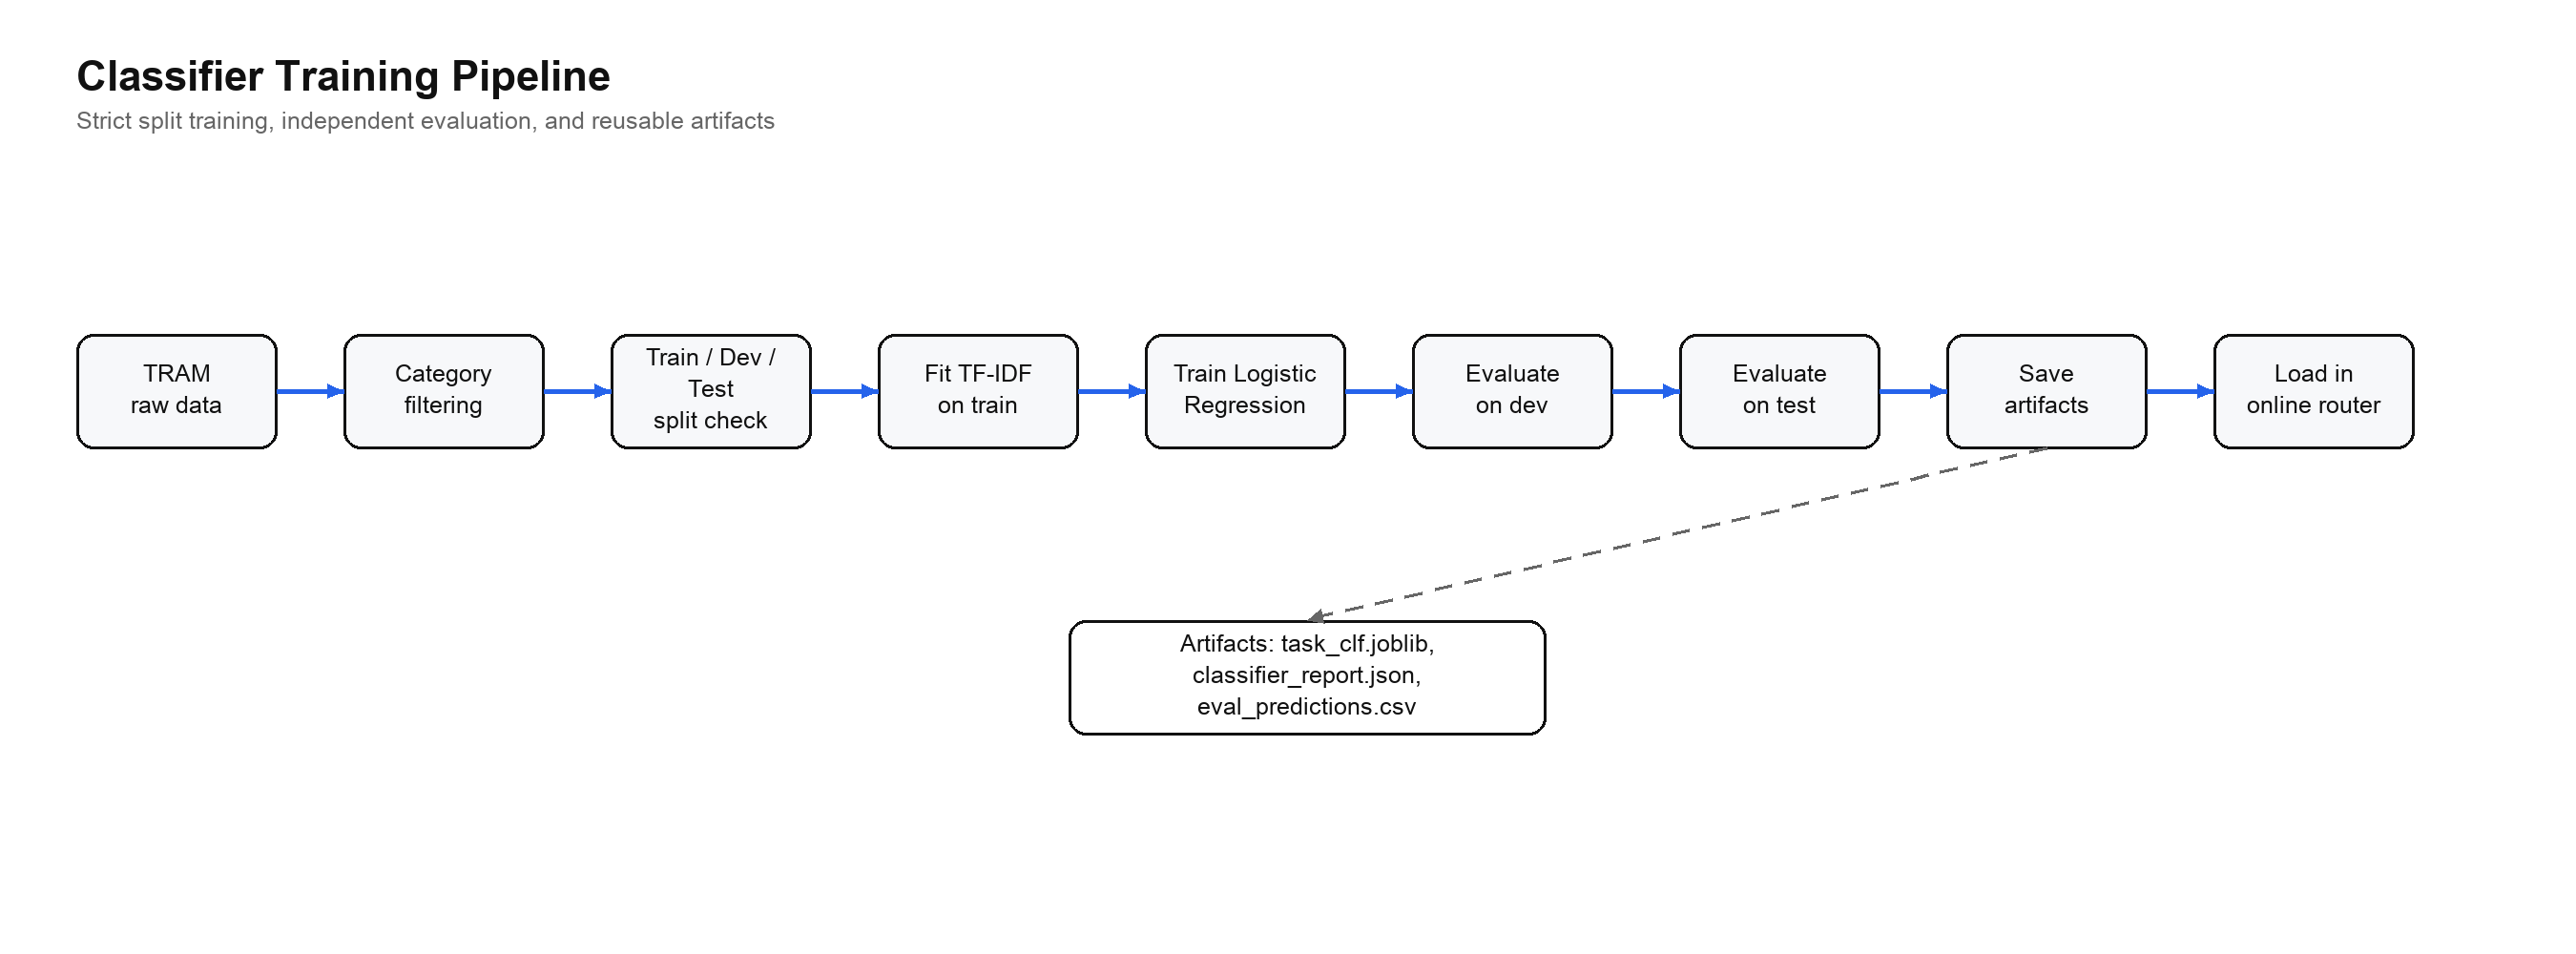 Classifier Training Pipeline
Strict split training, independent evaluation, and reusable artifacts
TRAM
raw data
Category
filtering
Train / Dev /
Test
split check
Fit TF-IDF
on train
Train Logistic
Regression
Evaluate
on dev
Evaluate
on test
Save
artifacts
Load in
online router
Artifacts: task_clf.joblib,
classifier_report.json,
eval_predictions.csv